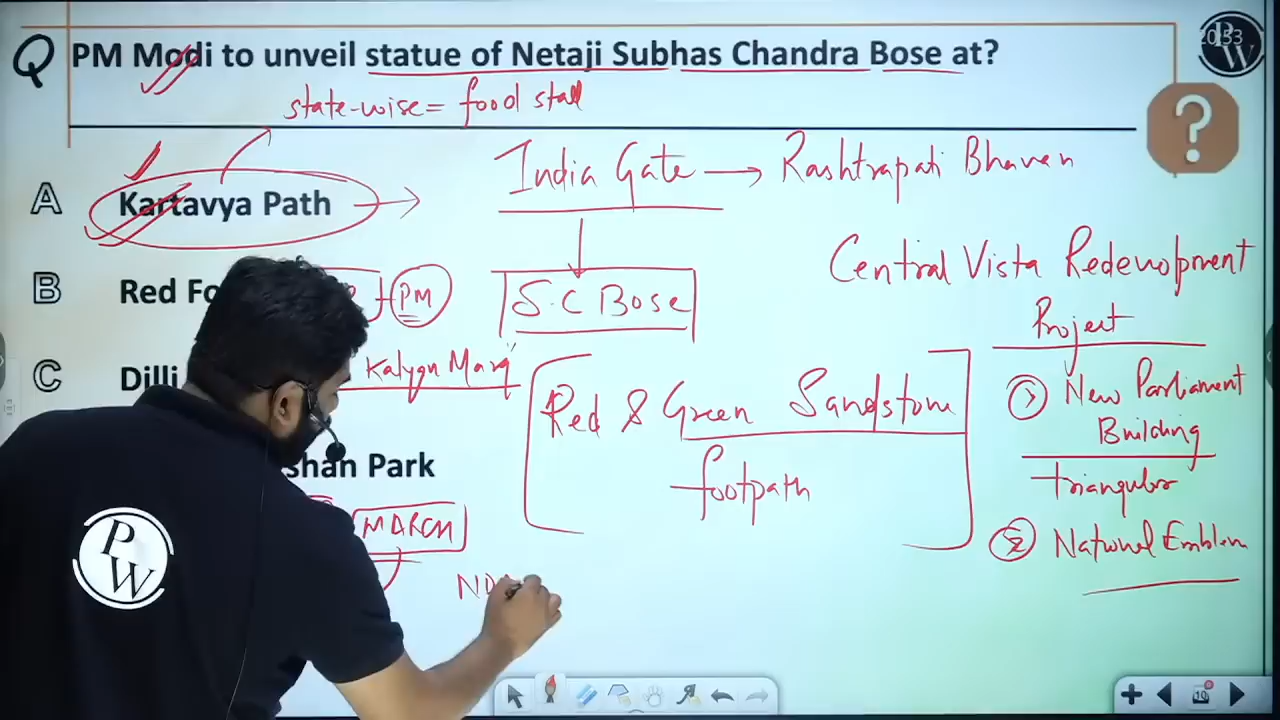 Q PM Modi to unveil statue of Netaji Subhas Chandra Bose at?
PW
state-wise = food stall
?
India Gate → Rashtrapati Bhavan
A Kartavya Path →
Central Vista Redevelopment
Project
B Red Fo
PM
S.C Bose
C Dilli
Kalyan Marg
Red & Green Sandstone
footpath
1 New Parliament
Building
triangular
2 National Emblem
shan Park
MARCH
PW